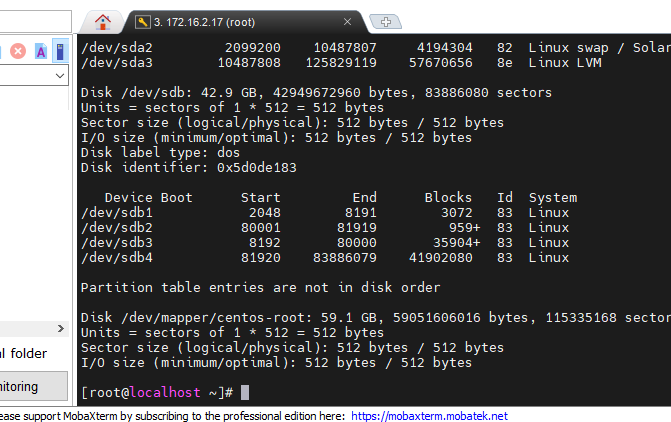 3. 172.16.2.17 (root)
/dev/sda2 2099200 10487807 4194304 82 Linux swap / Solar
/dev/sda3 10487808 125829119 57670656 8e Linux LVM
Disk /dev/sdb: 42.9 GB, 42949672960 bytes, 83886080 sectors
Units = sectors of 1 * 512 = 512 bytes
Sector size (logical/physical): 512 bytes / 512 bytes
I/O size (minimum/optimal): 512 bytes / 512 bytes
Disk label type: dos
Disk identifier: 0x5d0de183
Device Boot Start End Blocks Id System
/dev/sdb1 2048 8191 3072 83 Linux
/dev/sdb2 80001 81919 959+ 83 Linux
/dev/sdb3 8192 80000 35904+ 83 Linux
/dev/sdb4 81920 83886079 41902080 83 Linux
Partition table entries are not in disk order
Disk /dev/mapper/centos-root: 59.1 GB, 59051606016 bytes, 115335168 sector
Units = sectors of 1 * 512 = 512 bytes
Sector size (logical/physical): 512 bytes / 512 bytes
I/O size (minimum/optimal): 512 bytes / 512 bytes
al folder
nitoring
[root@localhost ~]#
ease support MobaXterm by subscribing to the professional edition here: https://mobaxterm.mobatek.net